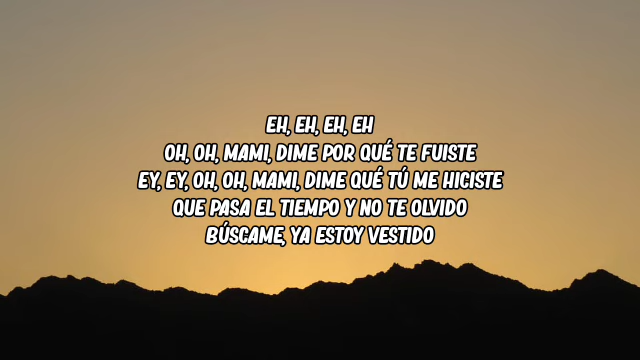 EH, EH, EH, EH
OH, OH, MAMI, DIME POR QUÉ TE FUISTE
EY, EY, OH, OH, MAMI, DIME QUÉ TÚ ME HICISTE
QUE PASA EL TIEMPO Y NO TE OLVIDO
BÚSCAME, YA ESTOY VESTIDO